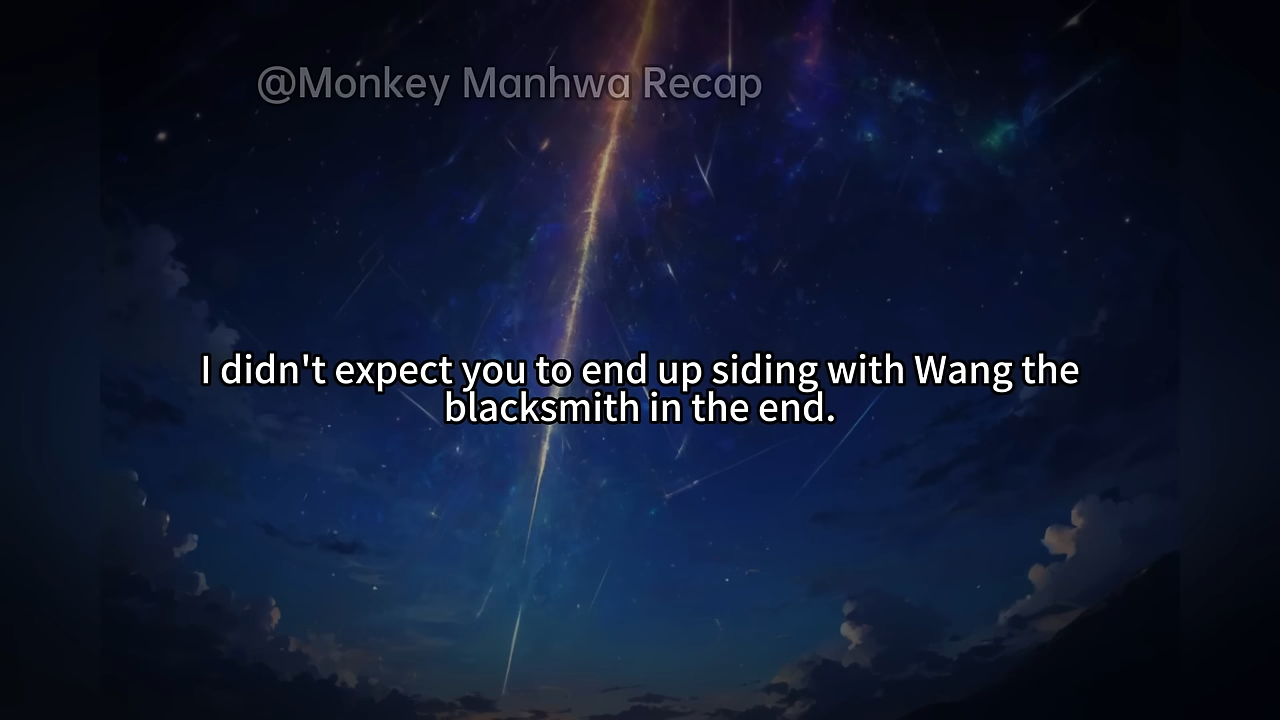 @Monkey Manhwa Recap
I didn't expect you to end up siding with Wang the
blacksmith in the end.